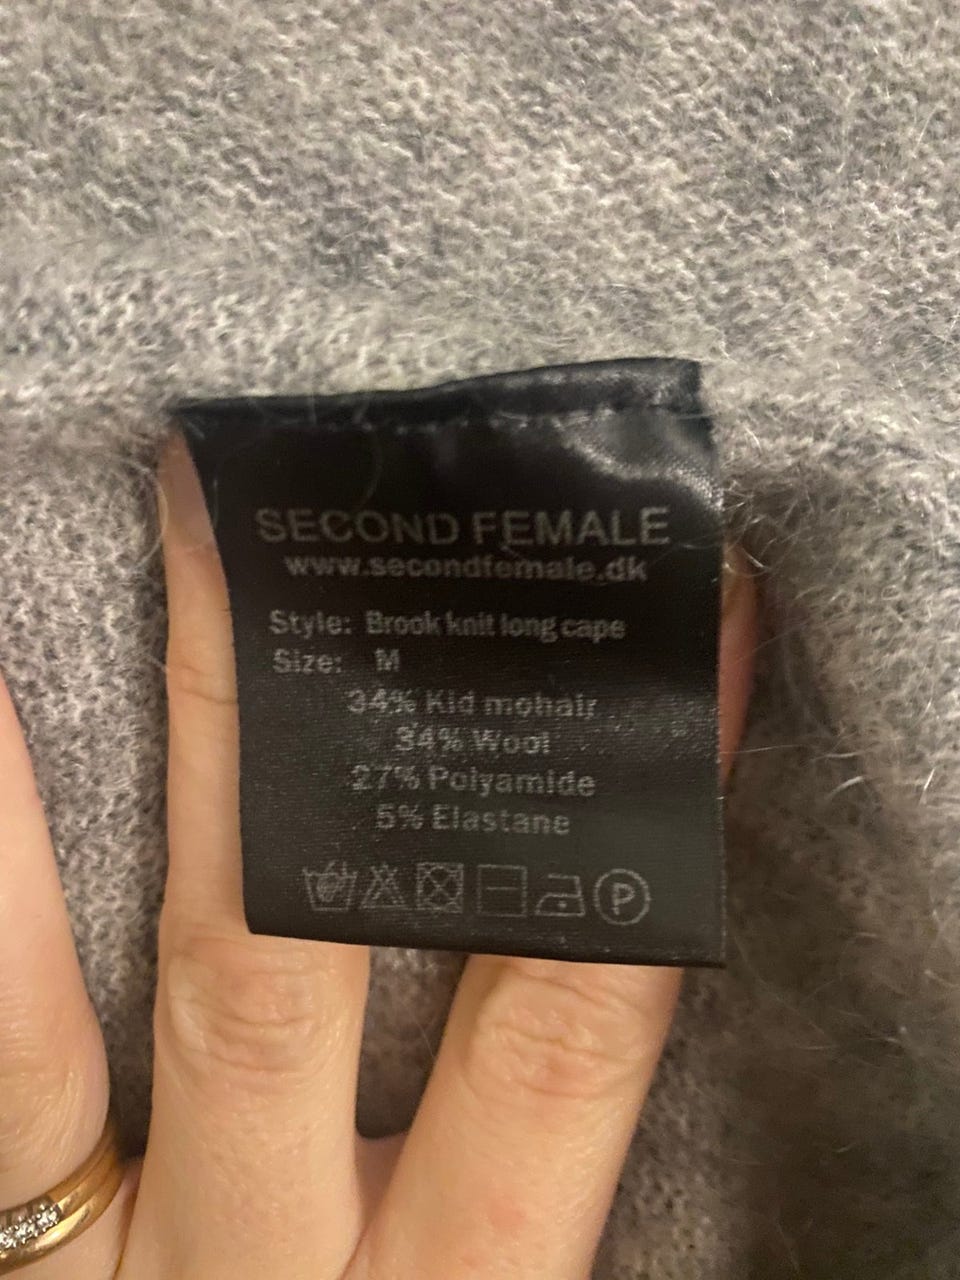 SECOND FEMALE
www.secondfemale.dk
Style: Brook knit long cape
Size: M
34% Kid mohair
34% Wool
27% Polyamide
5% Elastane
P